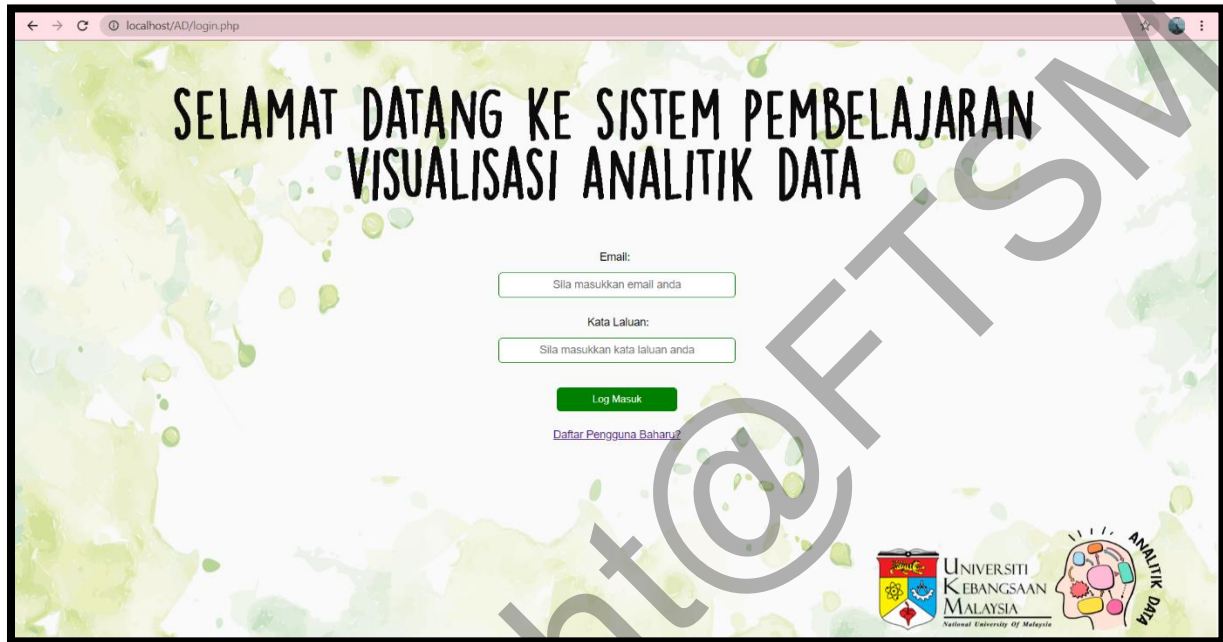 localhost/AD/login.php
SELAMAT DATANG KE SISTEM PEMBELAJARAN
VISUALISASI ANALITIK DATA
Email:
Sila masukkan email anda
Kata Laluan:
Sila masukkan kata laluan anda
Log Masuk
Daftar Pengguna Baharu?
ht@FTSM
UNIVERSITI
KEBANGSAAN
MALAYSIA
National University Of Malaysia
ANALITIK DATA